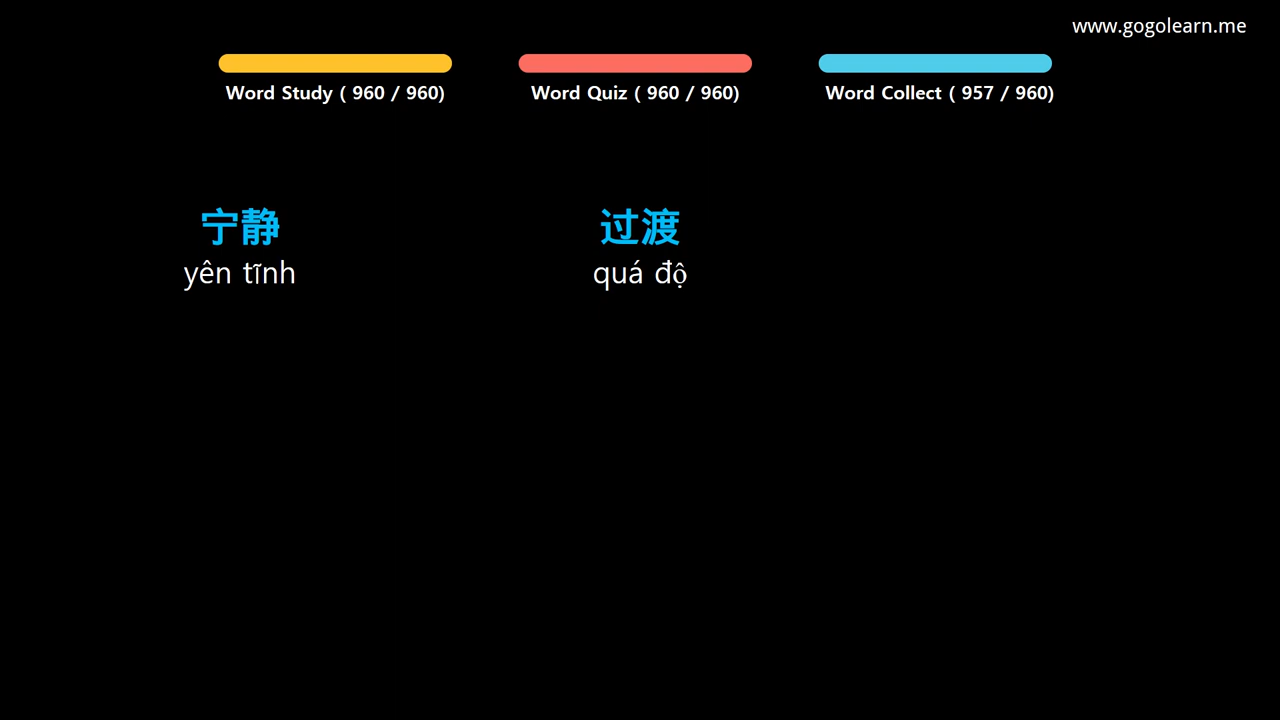 www.gogolearn.me
Word Study ( 960 / 960)
Word Quiz ( 960 / 960)
Word Collect ( 957 / 960)
宁静
yên tĩnh
过渡
quá độ